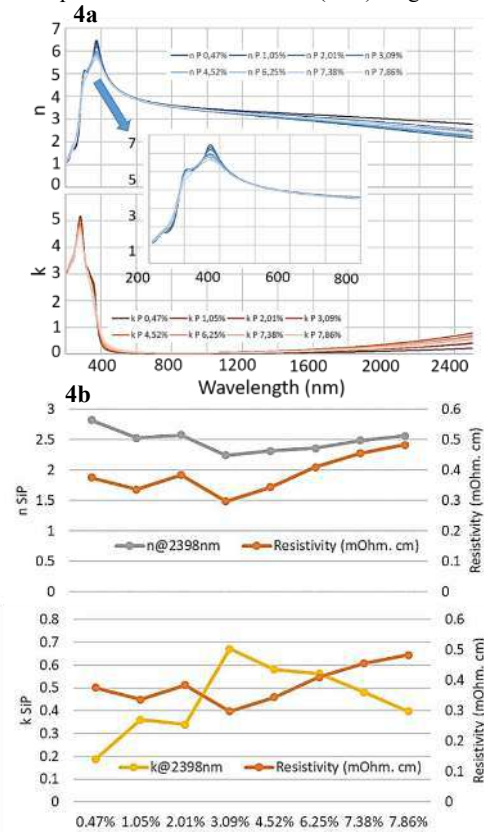 4a
7
6
5
4
3
2
1
0
n
n P 0,47% n P 1,05% n P 2,01% n P 3,09%
n P 4,52% n P 6,25% n P 7,38% n P 7,86%
7
5
3
1
200 400 600 800
5
4
3
2
1
0
k
k P 0,47% k P 1,05% k P 2,01% k P 3,09%
k P 4,52% k P 6,25% k P 7,38% k P 7,86%
400 800 1200 1600 2000 2400
Wavelength (nm)
4b
3
2.5
2
1.5
1
0.5
0
n SiP
n@2398nm Resistivity (mOhm. cm)
0.6
0.5
0.4
0.3
0.2
0.1
0
Resistivity (mOhm. cm)
0.8
0.7
0.6
0.5
0.4
0.3
0.2
0.1
0
k SiP
k@2398nm Resistivity (mOhm. cm)
0.6
0.5
0.4
0.3
0.2
0.1
0
Resistivity (mOhm. cm)
0.47% 1.05% 2.01% 3.09% 4.52% 6.25% 7.38% 7.86%